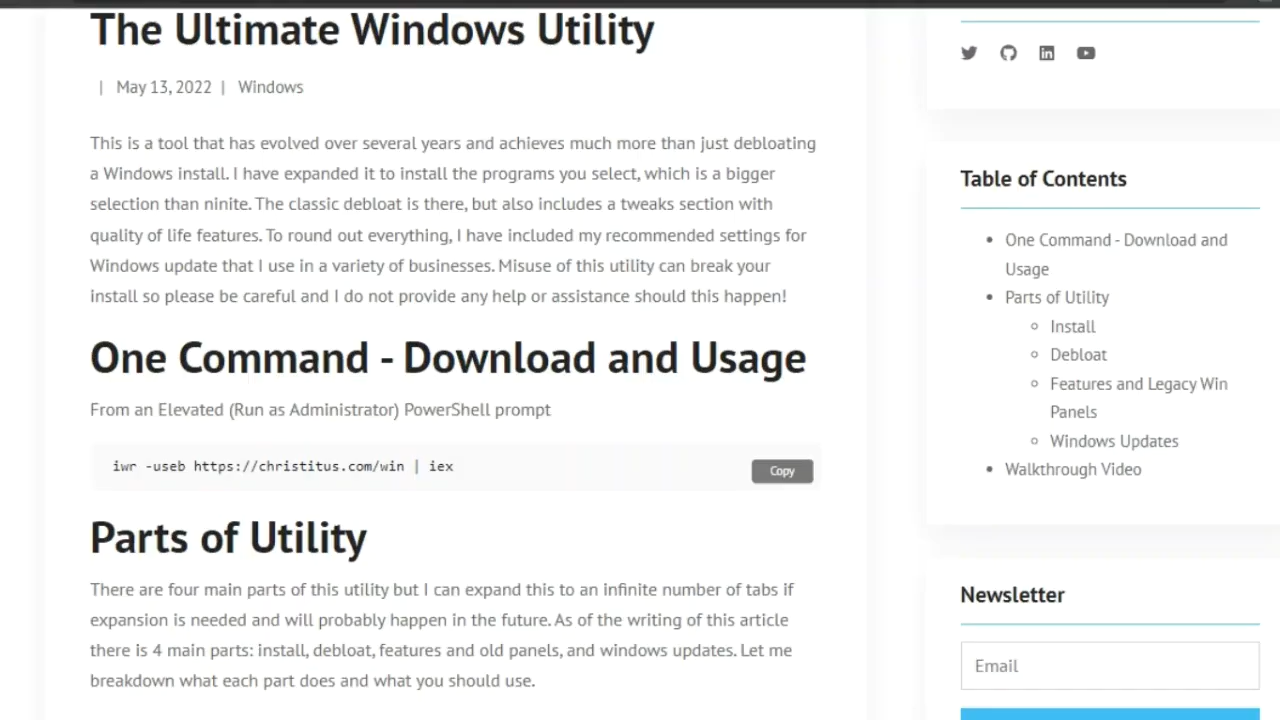 The Ultimate Windows Utility
| May 13, 2022 | Windows
This is a tool that has evolved over several years and achieves much more than just debloating
a Windows install. I have expanded it to install the programs you select, which is a bigger
selection than ninite. The classic debloat is there, but also includes a tweaks section with
quality of life features. To round out everything, I have included my recommended settings for
Windows update that I use in a variety of businesses. Misuse of this utility can break your
install so please be careful and I do not provide any help or assistance should this happen!
One Command - Download and Usage
From an Elevated (Run as Administrator) PowerShell prompt
iwr -useb https://christitus.com/win | iex
Copy
Parts of Utility
There are four main parts of this utility but I can expand this to an infinite number of tabs if
expansion is needed and will probably happen in the future. As of the writing of this article
there is 4 main parts: install, debloat, features and old panels, and windows updates. Let me
breakdown what each part does and what you should use.
Table of Contents
One Command - Download and
Usage
Parts of Utility
Install
Debloat
Features and Legacy Win
Panels
Windows Updates
Walkthrough Video
Newsletter
Email